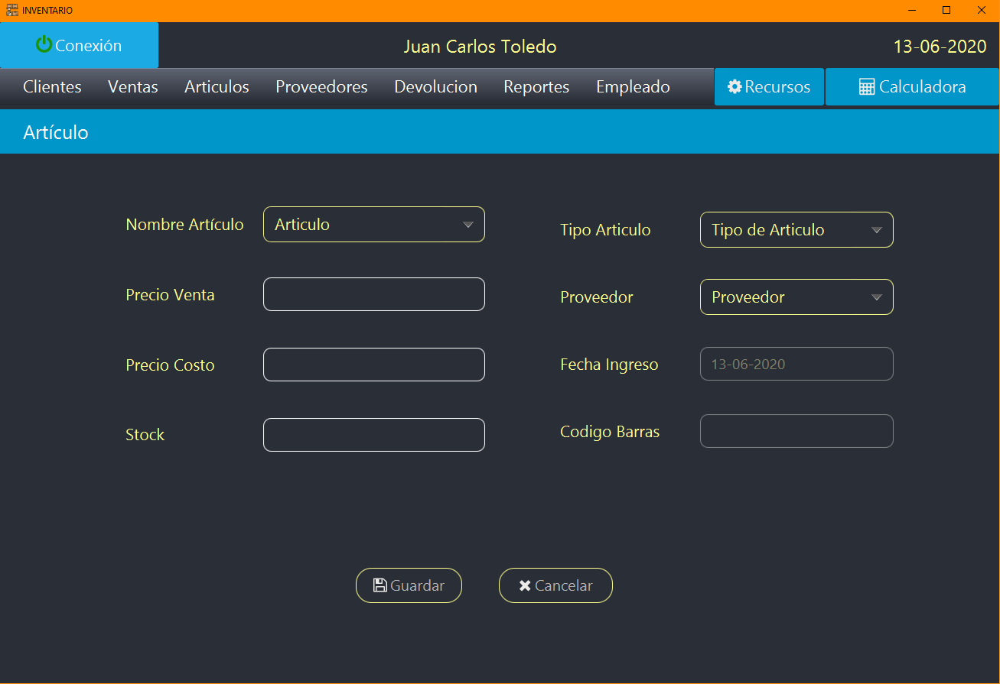 INVENTARIO
Conexión
Juan Carlos Toledo
13-06-2020
Clientes Ventas Articulos Proveedores Devolucion Reportes Empleado Recursos Calculadora
Artículo
Nombre Artículo Articulo
Tipo Articulo Tipo de Articulo
Precio Venta
Proveedor Proveedor
Precio Costo
Fecha Ingreso 13-06-2020
Stock
Codigo Barras
Guardar Cancelar